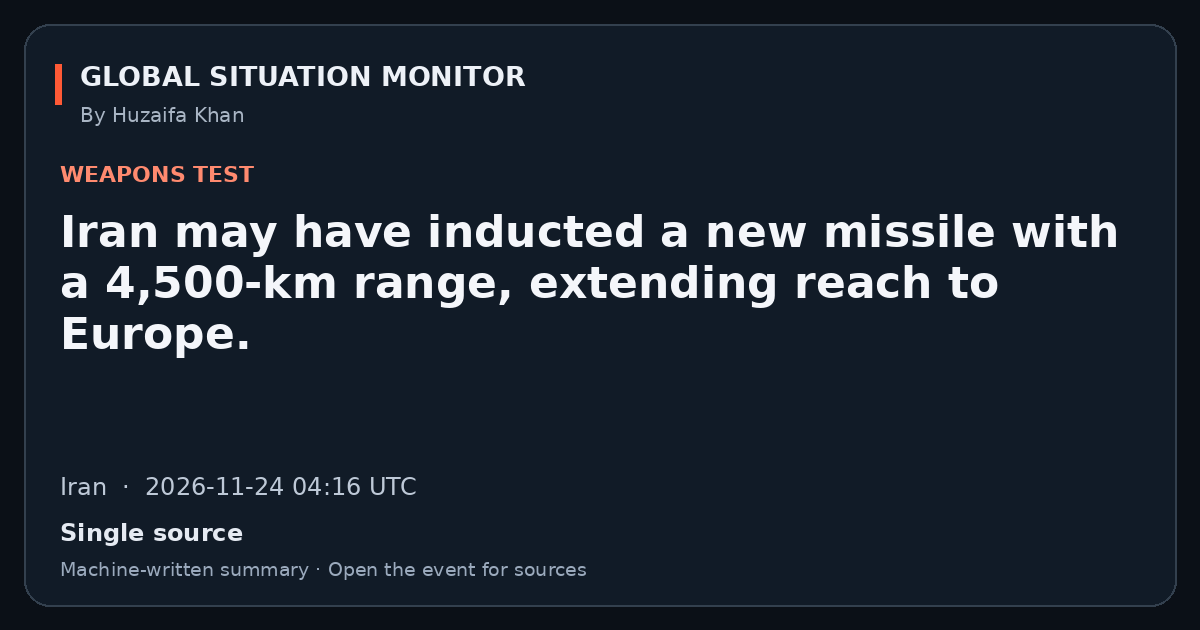 GLOBAL SITUATION MONITOR
By Huzaifa Khan
WEAPONS TEST
Iran may have inducted a new missile with
a 4,500-km range, extending reach to
Europe.
Iran · 2026-11-24 04:16 UTC
Single source
Machine-written summary · Open the event for sources